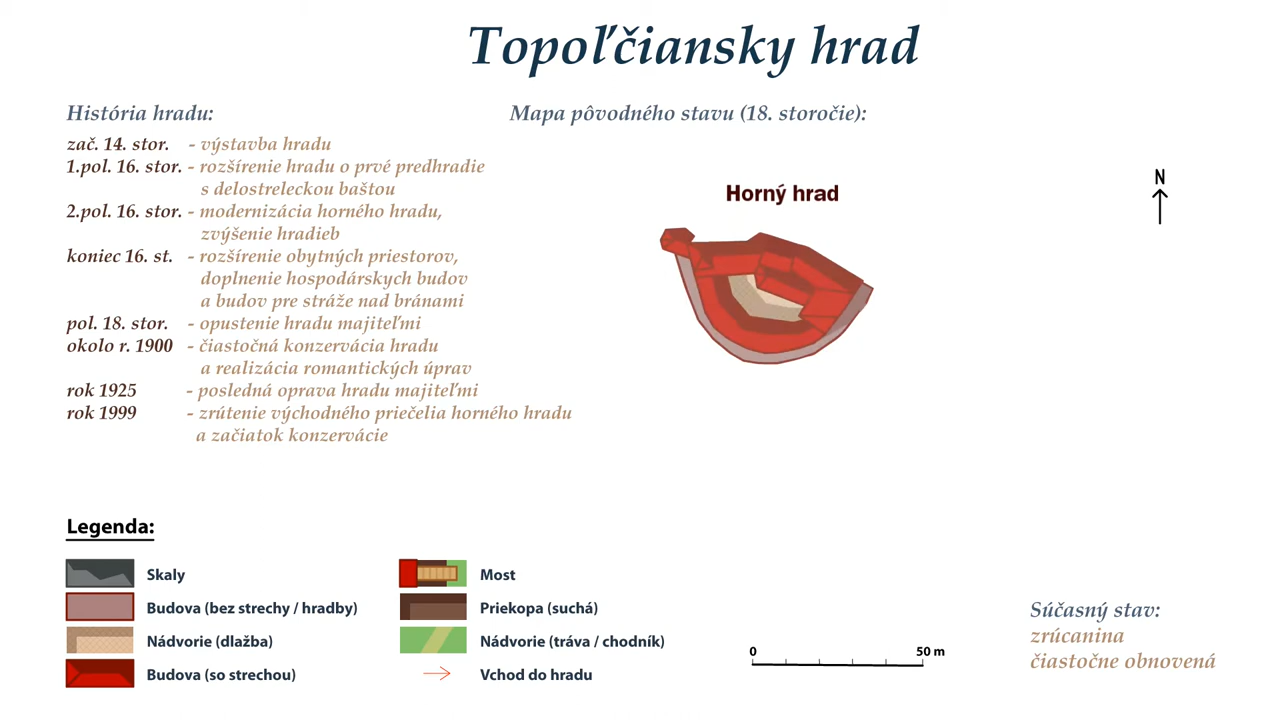 Topoľčiansky hrad
História hradu:
zač. 14. stor. - výstavba hradu
1.pol. 16. stor. - rozšírenie hradu o prvé predhradie
s delostreleckou baštou
2.pol. 16. stor. - modernizácia horného hradu,
zvýšenie hradieb
koniec 16. st. - rozšírenie obytných priestorov,
doplnenie hospodárskych budov
a budov pre stráže nad bránami
pol. 18. stor. - opustenie hradu majiteľmi
okolo r. 1900 - čiastočná konzervácia hradu
a realizácia romantických úprav
rok 1925 - posledná oprava hradu majiteľmi
rok 1999 - zrútenie východného priečelia horného hradu
a začiatok konzervácie
Mapa pôvodného stavu (18. storočie):
Horný hrad
N
Legenda:
Skaly
Budova (bez strechy / hradby)
Nádvorie (dlažba)
Budova (so strechou)
Most
Priekopa (suchá)
Nádvorie (tráva / chodník)
Vchod do hradu
0 50 m
Súčasný stav:
zrúcanina
čiastočne obnovená